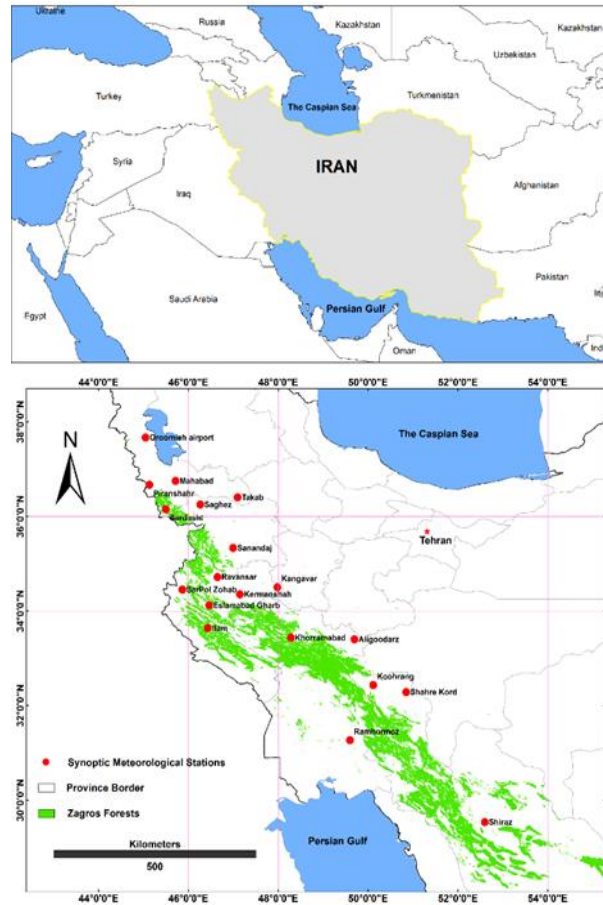 Ukraine
Russia
Kazakhstan
Kazakhstan
Uzbekistan
Turkey
The Caspian Sea
Turkmenistan
Syria
IRAN
Iraq
Afghanistan
Saudi Arabia
Pakistan
Egypt
Persian Gulf
Oman
44°0'0"E 46°0'0"E 48°0'0"E 50°0'0"E 52°0'0"E 54°0'0"E
38°0'0"N
Oroomieh airport
The Caspian Sea
N
Mahabad
Piranshahr
Takab
Saghez
Sardasht
36°0'0"N
Tehran
Sanandaj
Ravansar
Kangavar
SarPol Zohab
Kermanshah
Eslamabad Gharb
34°0'0"N
Ilam
Khorramabad
Aligoodarz
Koohrang
Shahre Kord
32°0'0"N
Ramhormoz
Synoptic Meteorological Stations
Province Border
Zagros Forests
30°0'0"N
Shiraz
Kilometers
500
Persian Gulf
44°0'0"E 46°0'0"E 48°0'0"E 50°0'0"E 52°0'0"E 54°0'0"E